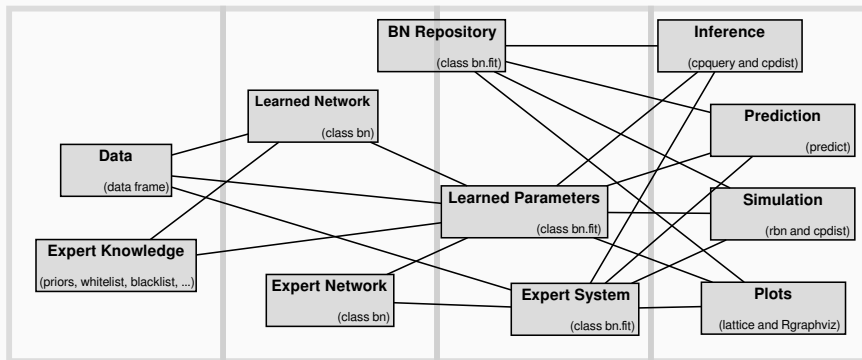 BN Repository
(class bn.fit)
Inference
(cpquery and cpdist)
Learned Network
(class bn)
Prediction
(predict)
Data
(data frame)
Learned Parameters
(class bn.fit)
Simulation
(rbn and cpdist)
Expert Knowledge
(priors, whitelist, blacklist, ...)
Expert Network
(class bn)
Expert System
(class bn.fit)
Plots
(lattice and Rgraphviz)